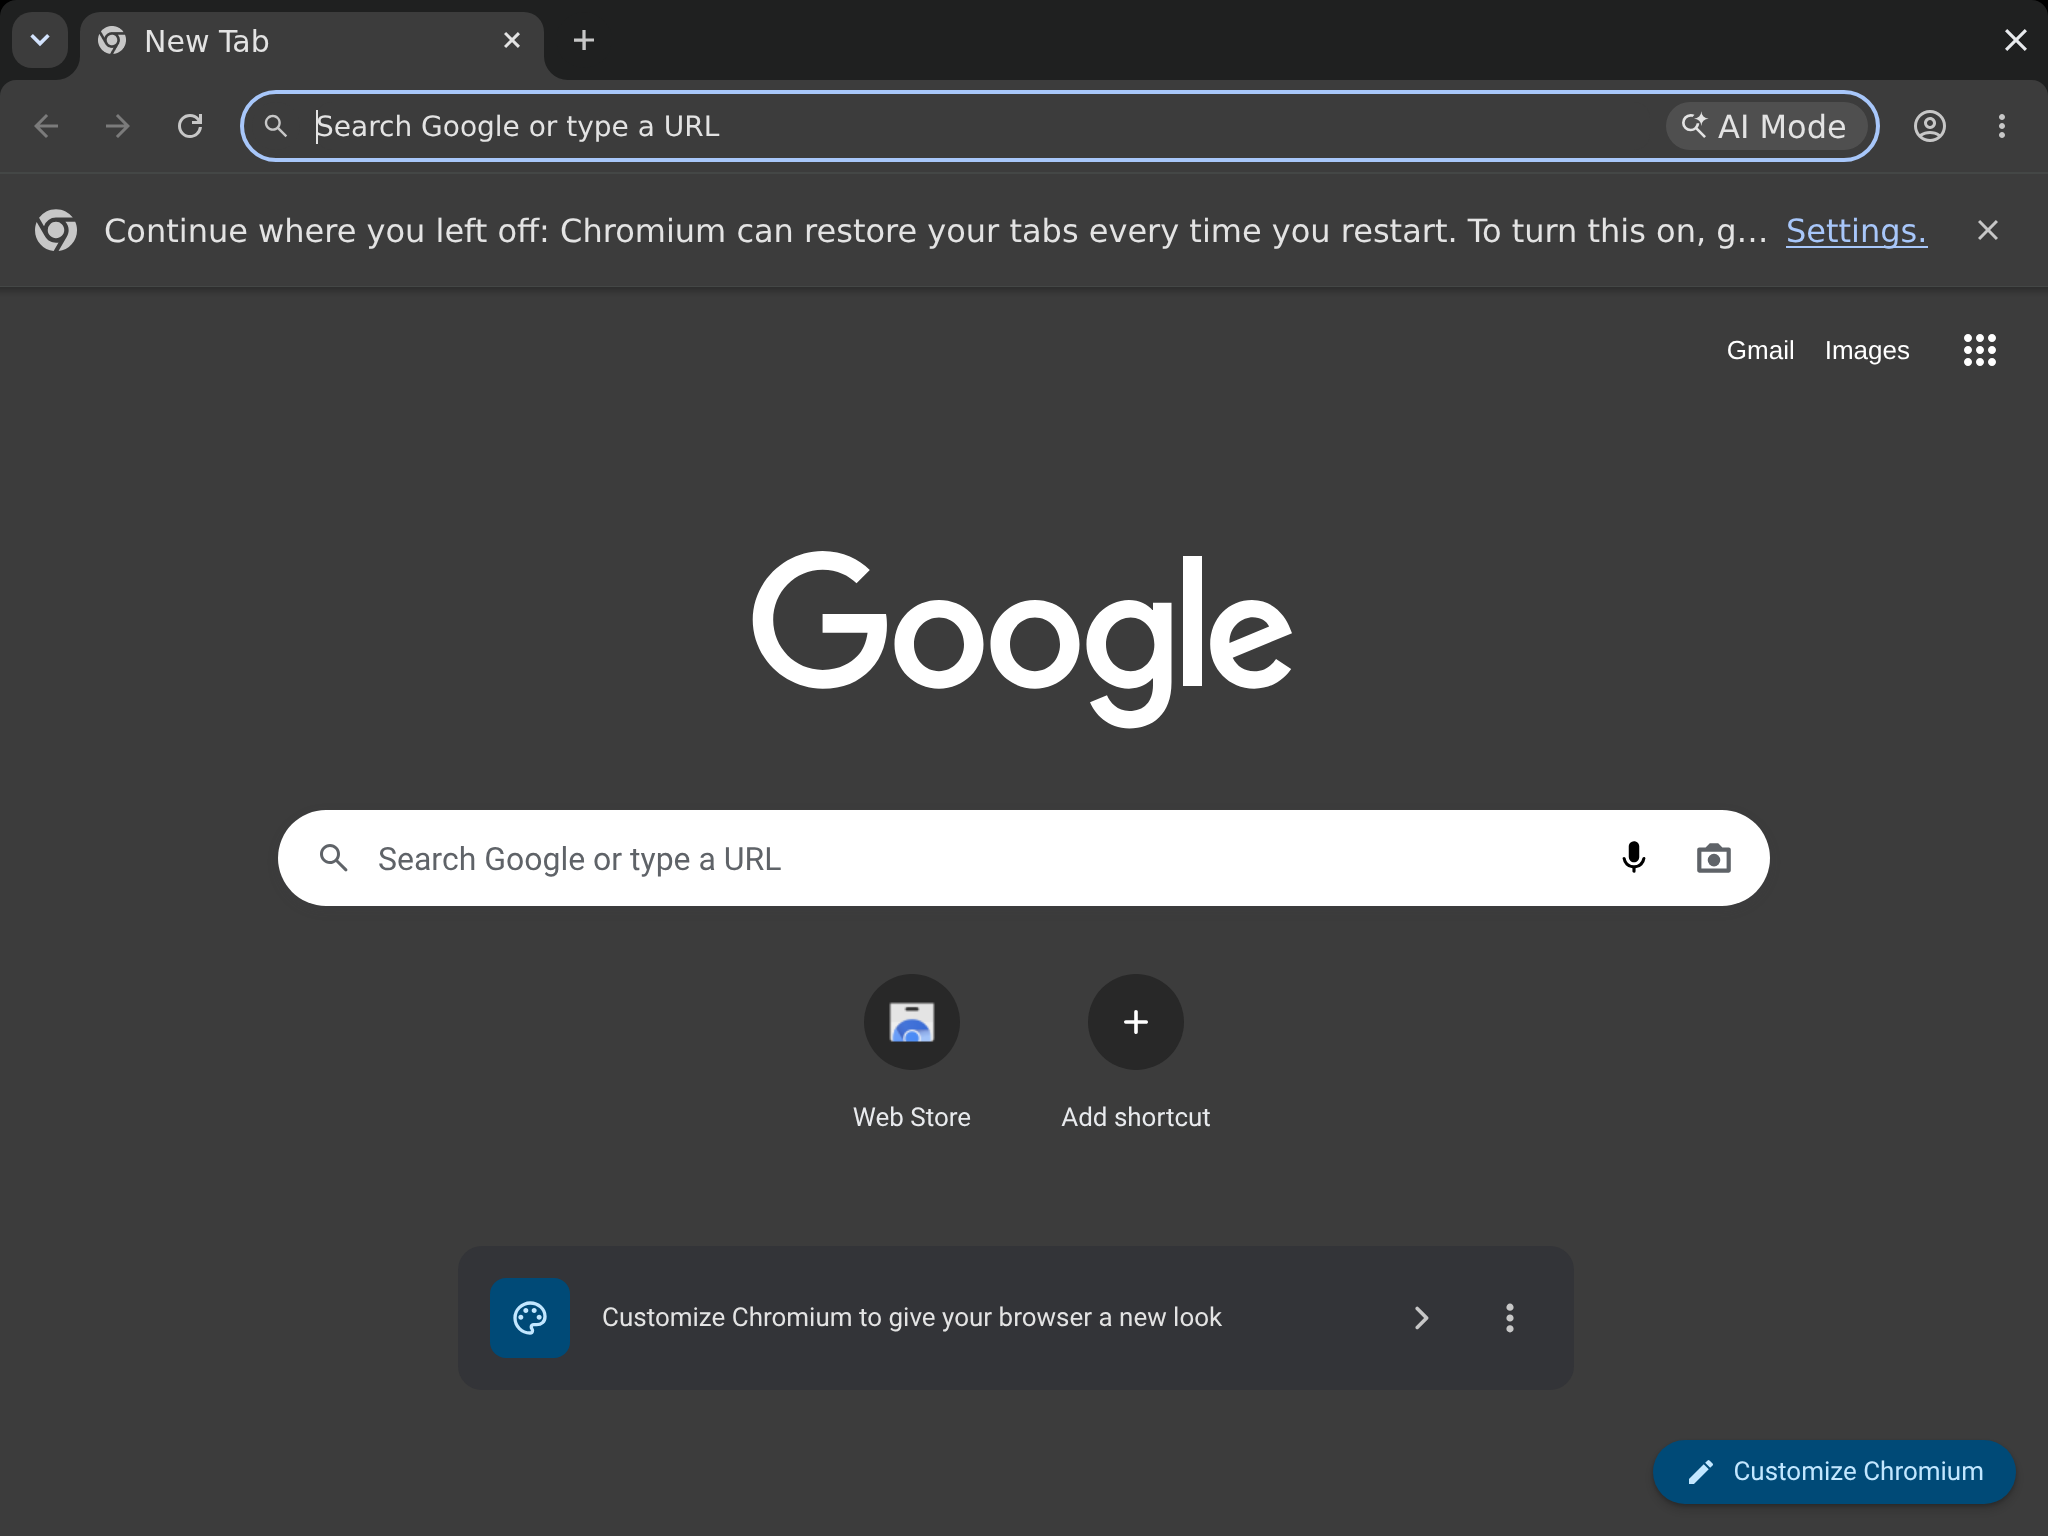 New Tab
Search Google or type a URL
AI Mode
Continue where you left off: Chromium can restore your tabs every time you restart. To turn this on, g... Settings.
Gmail Images
Google
Search Google or type a URL
Web Store Add shortcut
Customize Chromium to give your browser a new look
Customize Chromium